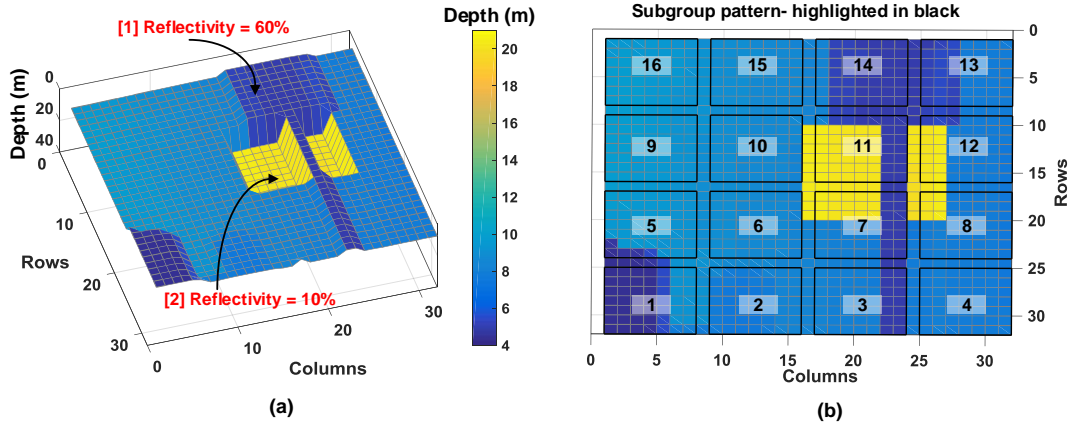 Depth (m)
[1] Reflectivity = 60%
Depth (m)
0
20
40
0
10
20
30
Rows
[2] Reflectivity = 10%
0
10
20
30
Columns
20
18
16
14
12
10
8
6
4
(a)
Subgroup pattern- highlighted in black
16 15 14 13
9 10 11 12
5 6 7 8
1 2 3 4
0
5
10
15
20
25
30
Rows
0 5 10 15 20 25 30
Columns
(b)